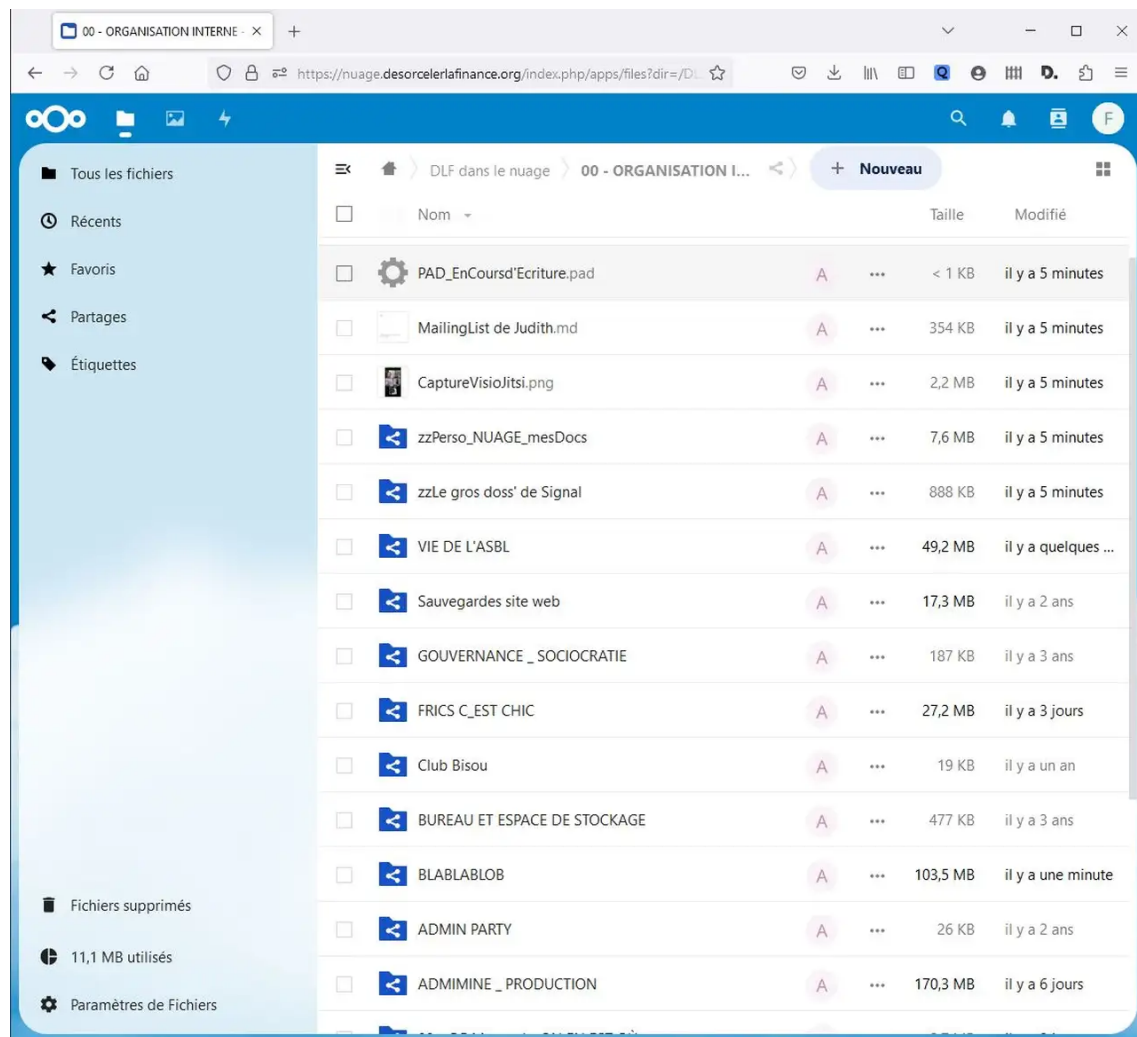 00 - ORGANISATION INTERNE -
https://nuage.desorcelerlafinance.org/index.php/apps/files?dir=/DL
Q
D.
F
Tous les fichiers
Récents
Favoris
Partages
Étiquettes
DLF dans le nuage
00 - ORGANISATION I...
+ Nouveau
Nom Taille Modifié
PAD_EnCoursd'Ecriture.pad A ••• < 1 KB il y a 5 minutes
MailingList de Judith.md A ••• 354 KB il y a 5 minutes
CaptureVisioJitsi.png A ••• 2,2 MB il y a 5 minutes
zzPerso_NUAGE_mesDocs A ••• 7,6 MB il y a 5 minutes
zzLe gros doss' de Signal A ••• 888 KB il y a 5 minutes
VIE DE L'ASBL A ••• 49,2 MB il y a quelques ...
Sauvegardes site web A ••• 17,3 MB il y a 2 ans
GOUVERNANCE _ SOCIOCRATIE A ••• 187 KB il y a 3 ans
FRICS C_EST CHIC A ••• 27,2 MB il y a 3 jours
Club Bisou A ••• 19 KB il y a un an
BUREAU ET ESPACE DE STOCKAGE A ••• 477 KB il y a 3 ans
BLABLABLOB A ••• 103,5 MB il y a une minute
ADMIN PARTY A ••• 26 KB il y a 2 ans
ADMIMINE _ PRODUCTION A ••• 170,3 MB il y a 6 jours
Fichiers supprimés
11,1 MB utilisés
Paramètres de Fichiers